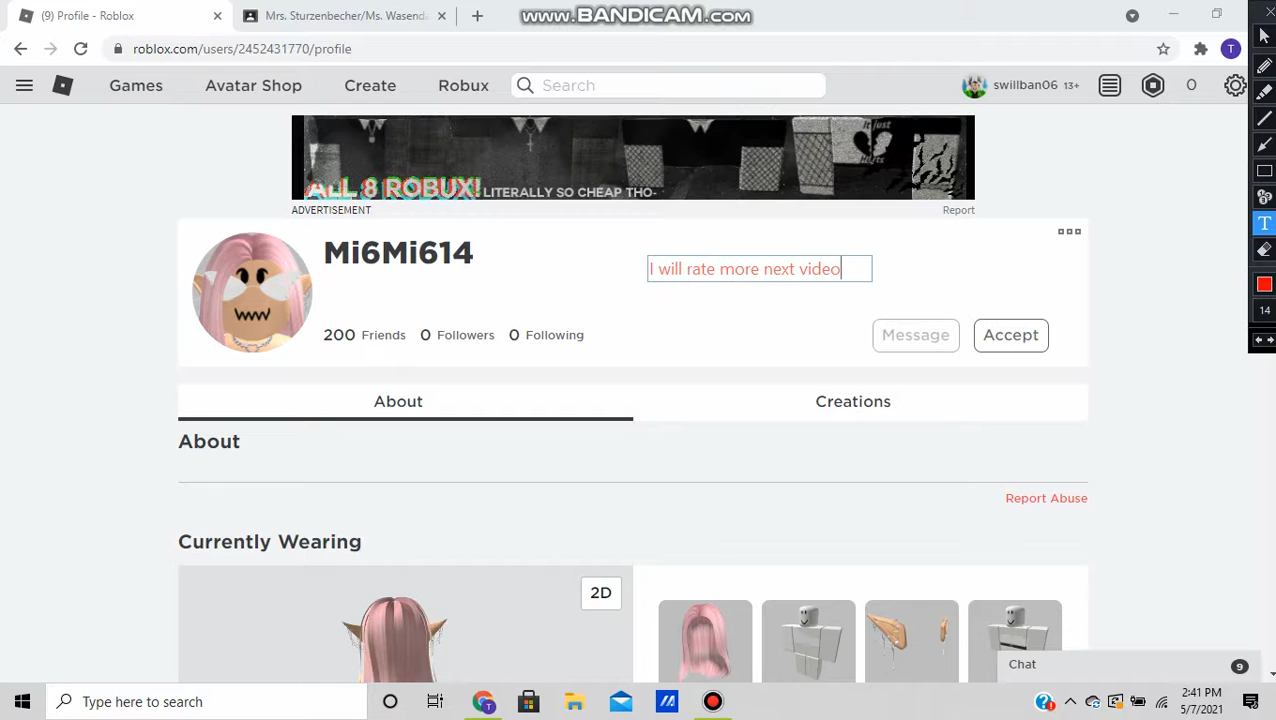 (9) Profile - Roblox
Mrs. Sturzenbecher/Ms. Wasend
www.BANDICAM.com
roblox.com/users/2452431770/profile
T
Games
Avatar Shop
Create
Robux
Search
swillban06 13+
0
ALL 8 ROBUX! LITERALLY SO CHEAP THO-
ADVERTISEMENT
Report
Mi6Mi614
I will rate more next video
200 Friends
0 Followers
0 Following
Message
Accept
T
14
About
Creations
About
Report Abuse
Currently Wearing
2D
Chat
9
Type here to search
2:41 PM
5/7/2021